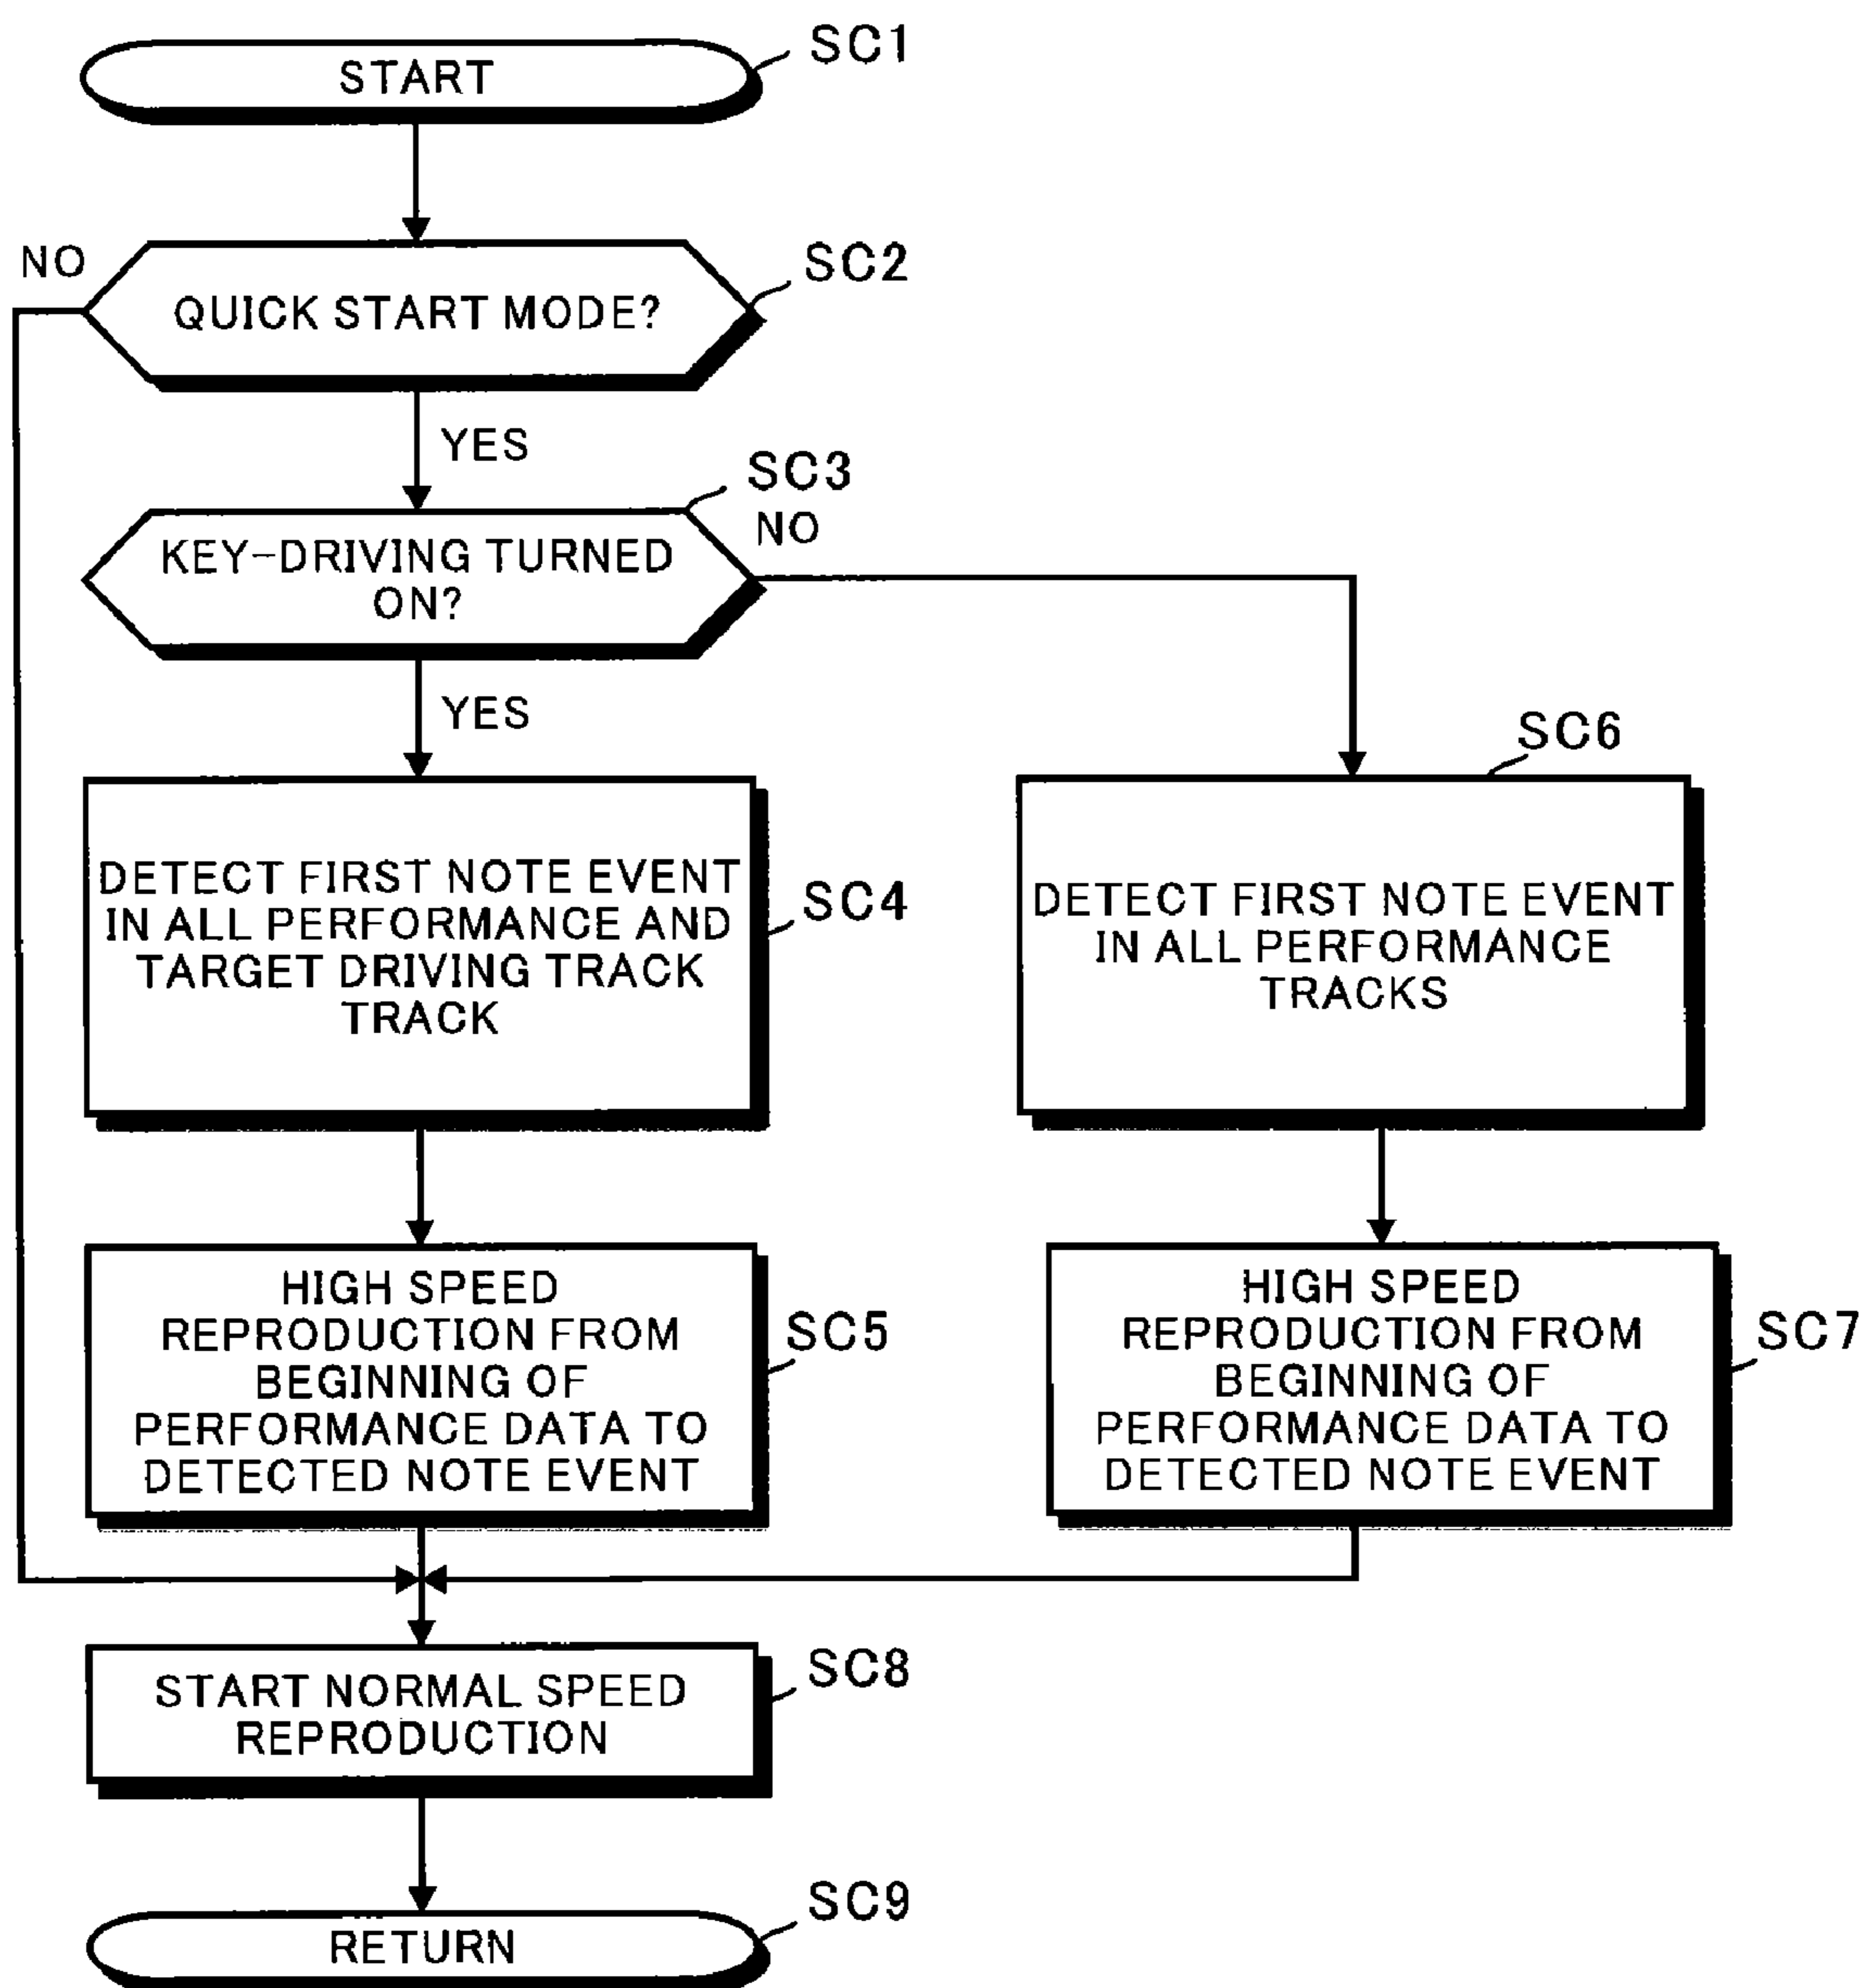 SC1
START
NO
SC2
QUICK START MODE?
YES
SC3
NO
KEY-DRIVING TURNED
ON?
YES
SC6
DETECT FIRST NOTE EVENT
IN ALL PERFORMANCE AND
TARGET DRIVING TRACK
TRACK
SC4
DETECT FIRST NOTE EVENT
IN ALL PERFORMANCE
TRACKS
HIGH SPEED
REPRODUCTION FROM
BEGINNING OF
PERFORMANCE DATA TO
DETECTED NOTE EVENT
SC5
HIGH SPEED
REPRODUCTION FROM
BEGINNING OF
PERFORMANCE DATA TO
DETECTED NOTE EVENT
SC7
START NORMAL SPEED
REPRODUCTION
SC8
SC9
RETURN